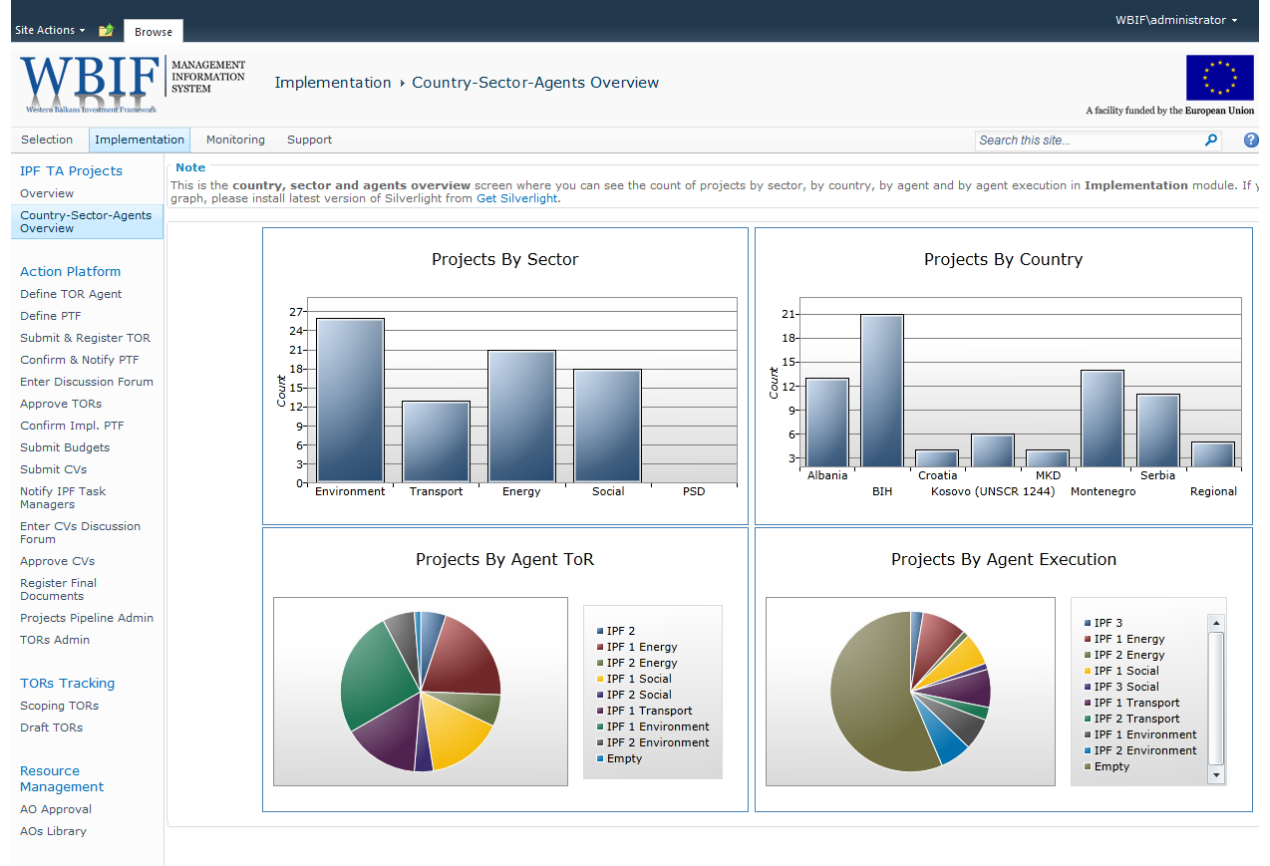 Site Actions
Browse
WBIF\administrator
WBIF
MANAGEMENT
INFORMATION
SYSTEM
Western Balkans Investment Framework
Implementation › Country-Sector-Agents Overview
A facility funded by the European Union
Selection
Implementation
Monitoring
Support
Search this site...
IPF TA Projects
Overview
Country-Sector-Agents
Overview
Action Platform
Define TOR Agent
Define PTF
Submit & Register TOR
Confirm & Notify PTF
Enter Discussion Forum
Approve TORs
Confirm Impl. PTF
Submit Budgets
Submit CVs
Notify IPF Task
Managers
Enter CVs Discussion
Forum
Approve CVs
Register Final
Documents
Projects Pipeline Admin
TORs Admin
TORs Tracking
Scoping TORs
Draft TORs
Resource
Management
AO Approval
AOs Library
Note
This is the country, sector and agents overview screen where you can see the count of projects by sector, by country, by agent and by agent execution in Implementation module. If
graph, please install latest version of Silverlight from Get Silverlight.
Projects By Sector
Count
27
24
21
18
15
12
9
6
3
0
Environment
Transport
Energy
Social
PSD
Projects By Country
Count
21
18
15
12
9
6
3
Albania
Croatia
MKD
Serbia
BIH
Kosovo (UNSCR 1244)
Montenegro
Regional
Projects By Agent ToR
IPF 2
IPF 1 Energy
IPF 2 Energy
IPF 1 Social
IPF 2 Social
IPF 1 Transport
IPF 1 Environment
IPF 2 Environment
Empty
Projects By Agent Execution
IPF 3
IPF 1 Energy
IPF 2 Energy
IPF 1 Social
IPF 3 Social
IPF 1 Transport
IPF 2 Transport
IPF 1 Environment
IPF 2 Environment
Empty